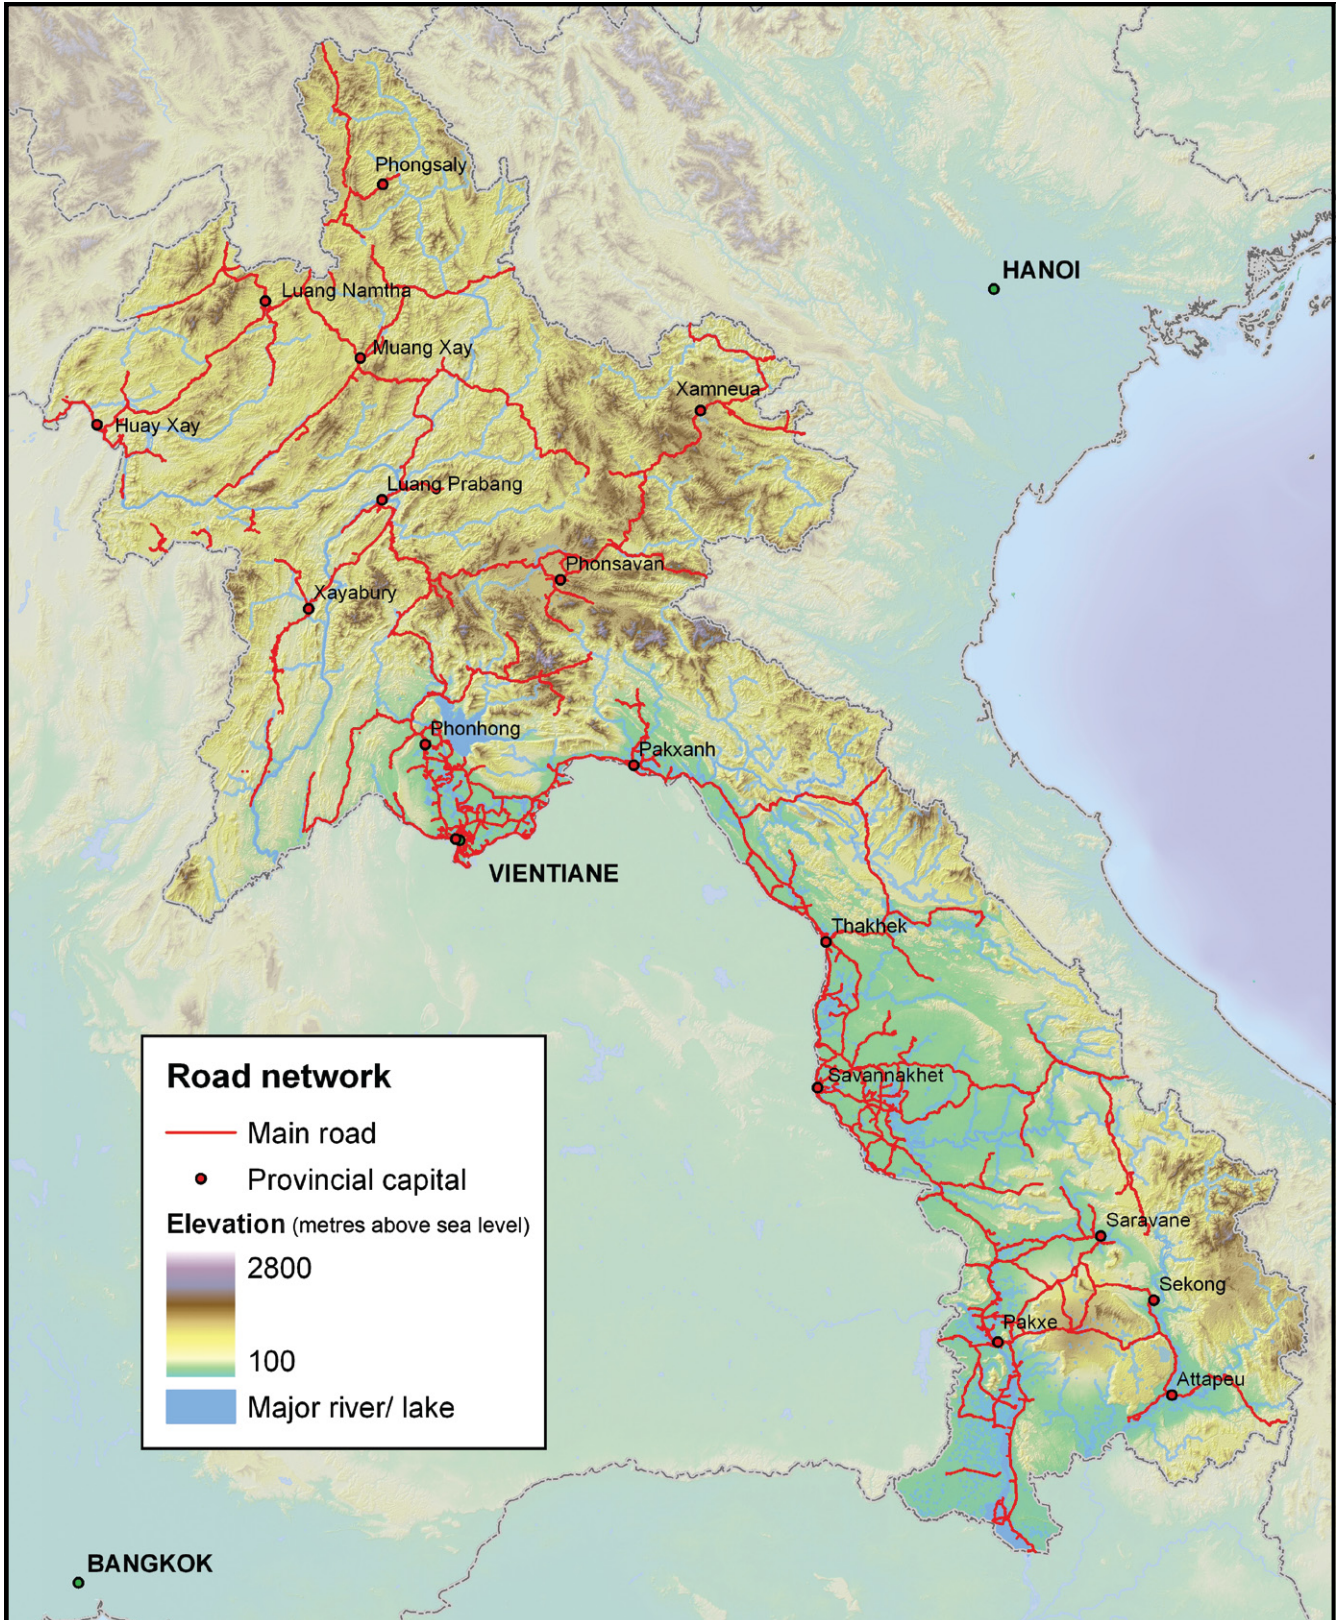 Phongsaly
HANOI
Luang Namtha
Muang Xay
Xamneua
Huay Xay
Luang Prabang
Phonsavan
Xayabury
Phonhong
Pakxanh
VIENTIANE
Thakhek
Savannakhet
Saravane
Sekong
Pakxe
Attapeu
Road network
Main road
Provincial capital
Elevation (metres above sea level)
2800
100
Major river/ lake
BANGKOK